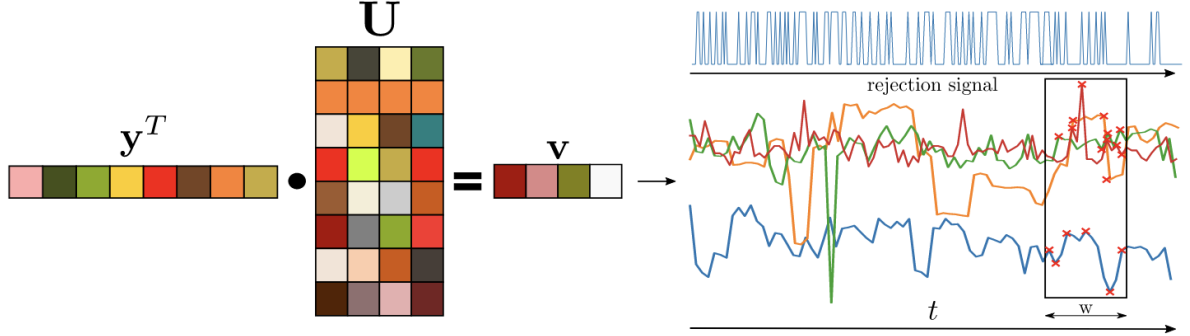 U
y^T
v
• =
rejection signal
t
w